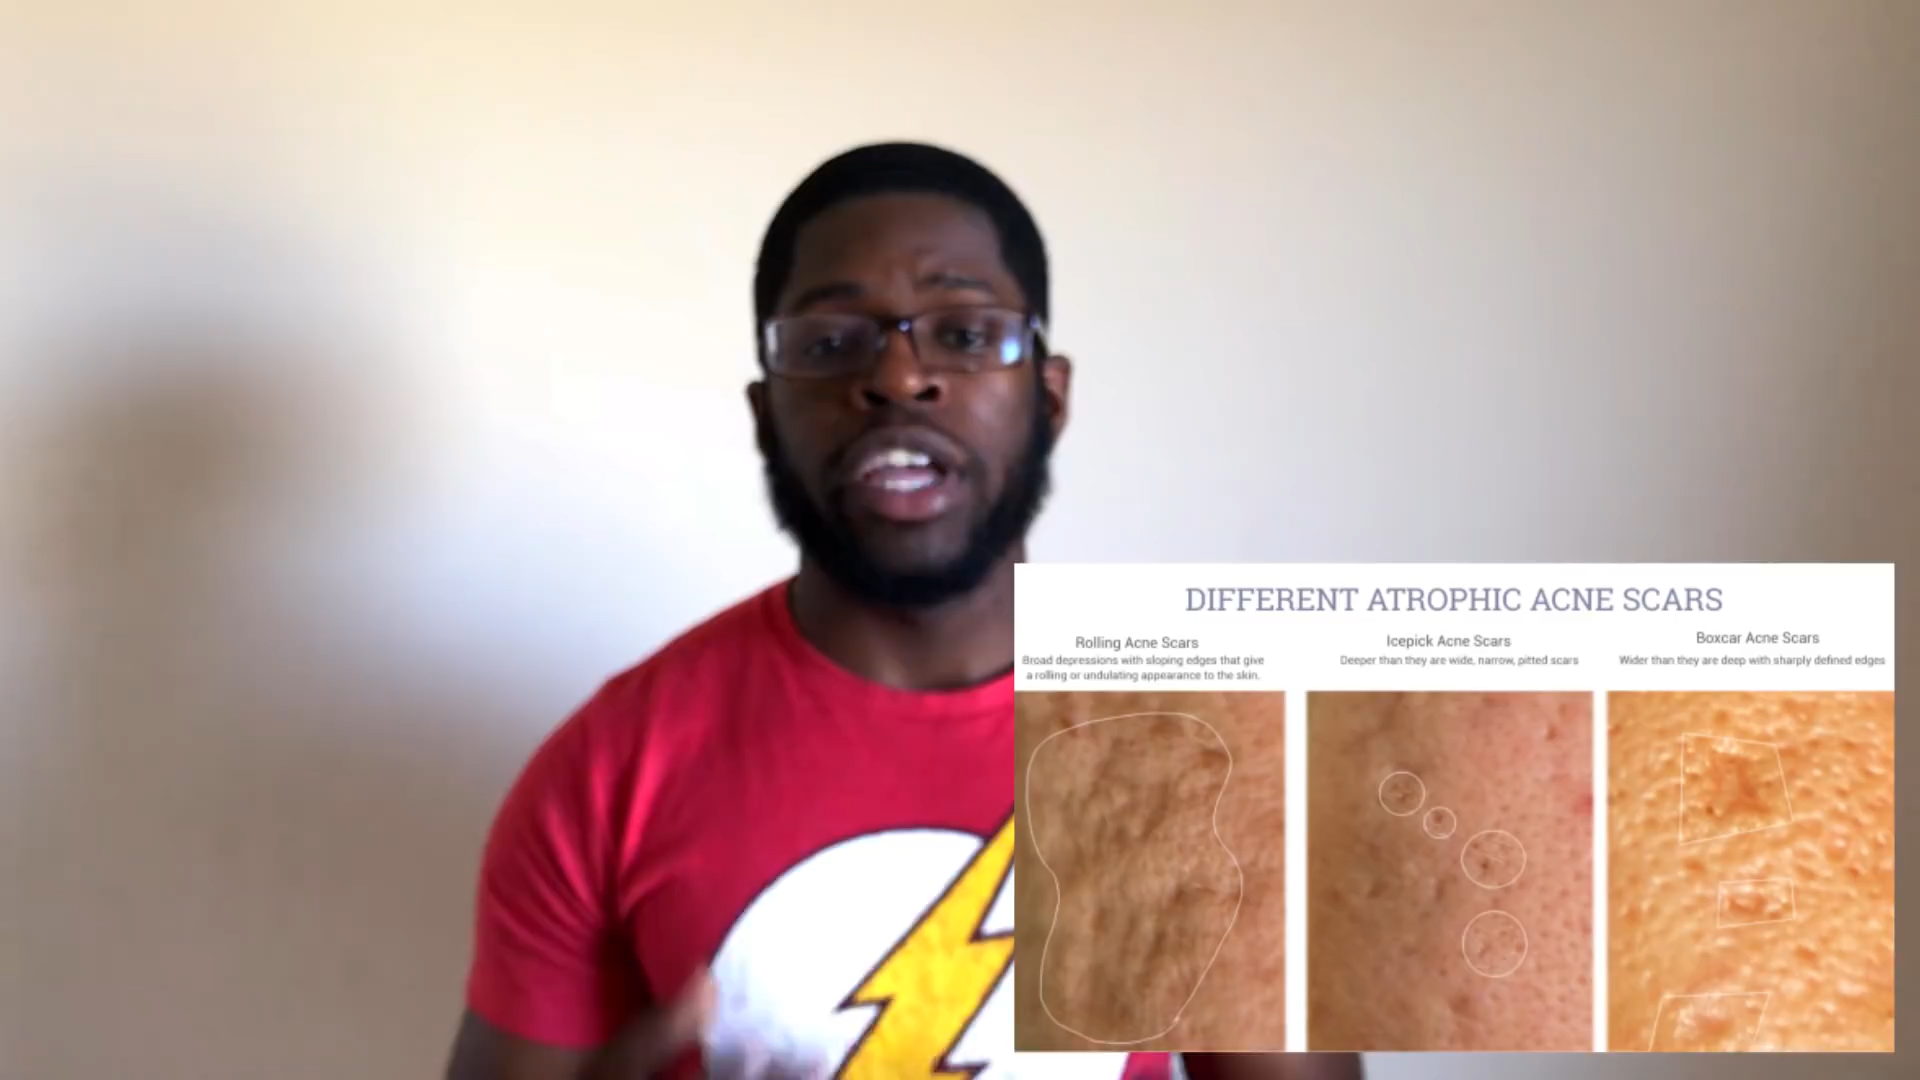 DIFFERENT ATROPHIC ACNE SCARS
Rolling Acne Scars
Broad depressions with sloping edges that give
a rolling or undulating appearance to the skin.
Icepick Acne Scars
Deeper than they are wide, narrow, pitted scars
Boxcar Acne Scars
Wider than they are deep with sharply defined edges